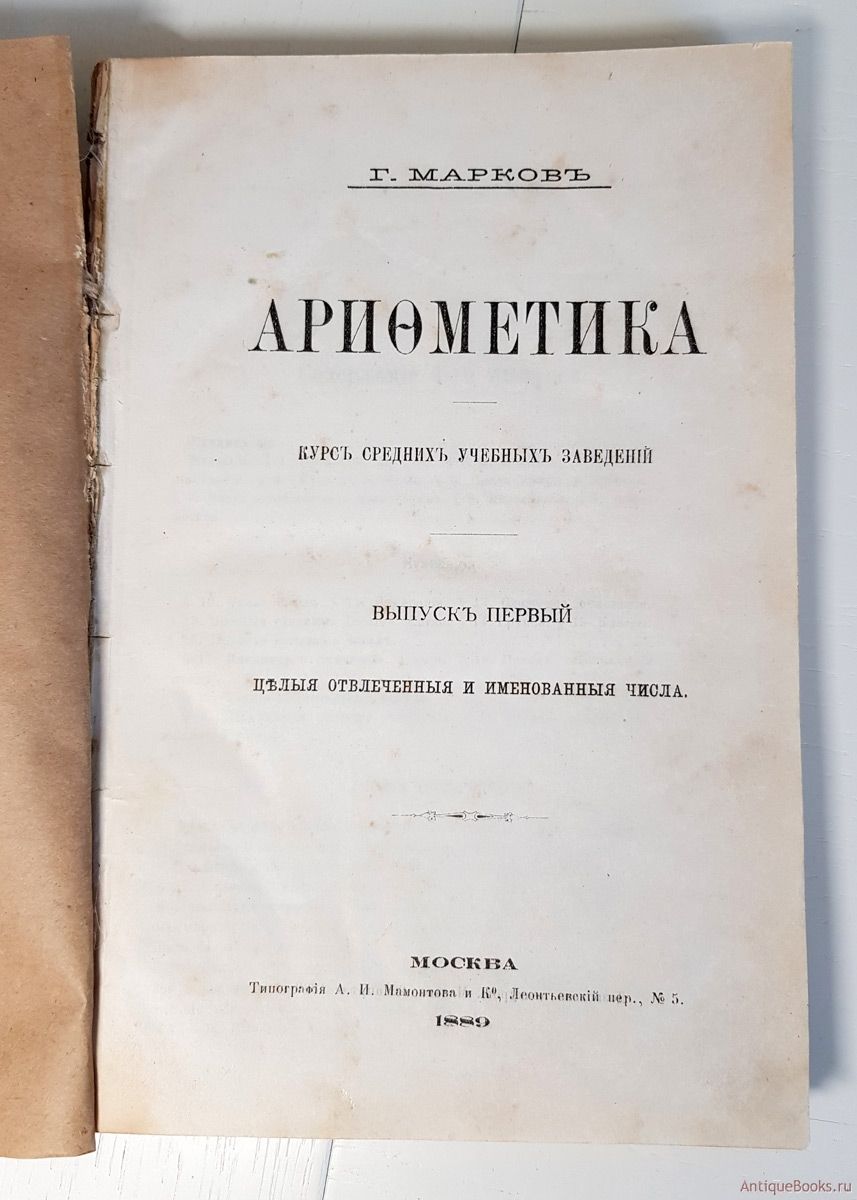 Г. МАРКОВЪ
АРИѲМЕТИКА
КУРСЪ СРЕДНИХЪ УЧЕБНЫХЪ ЗАВЕДЕНІЙ
ВЫПУСКЪ ПЕРВЫЙ
ЦѢЛЫЯ ОТВЛЕЧЕННЫЯ И ИМЕНОВАННЫЯ ЧИСЛА.
МОСКВА
Типографія А. И. Мамонтова и Кº, Леонтьевскій пер., № 5.
1889
AntiqueBooks.ru